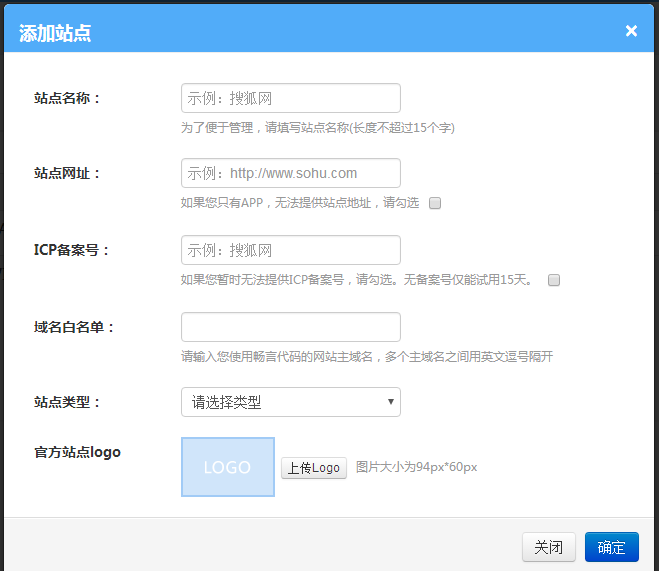 添加站点 ×
站点名称： 示例：搜狐网
为了便于管理，请填写站点名称(长度不超过15个字)
站点网址： 示例：http://www.sohu.com
如果您只有APP，无法提供站点地址，请勾选
ICP备案号： 示例：搜狐网
如果您暂时无法提供ICP备案号，请勾选。无备案号仅能试用15天。
域名白名单：
请输入您使用畅言代码的网站主域名，多个主域名之间用英文逗号隔开
站点类型： 请选择类型
官方站点logo
LOGO 上传Logo 图片大小为94px*60px
关闭 确定